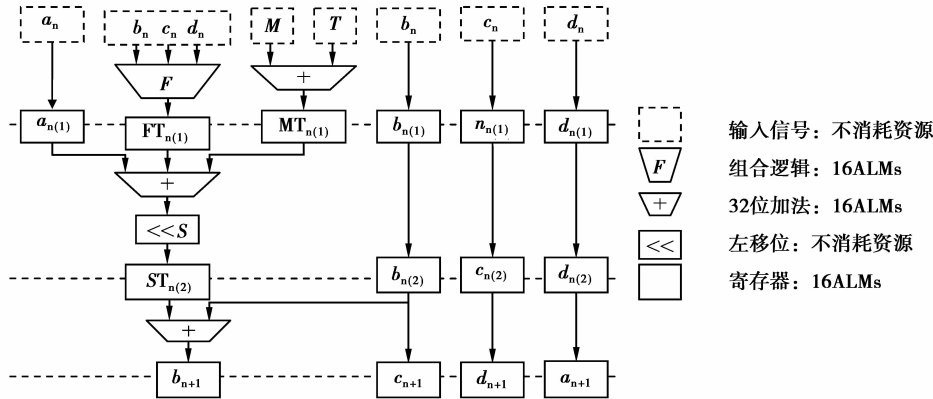 aₙ bₙ cₙ dₙ M T bₙ cₙ dₙ
F +
aₙ₍₁₎ FTₙ₍₁₎ MTₙ₍₁₎ bₙ₍₁₎ nₙ₍₁₎ dₙ₍₁₎
+
<<S
STₙ₍₂₎ bₙ₍₂₎ cₙ₍₂₎ dₙ₍₂₎
+
bₙ₊₁ cₙ₊₁ dₙ₊₁ aₙ₊₁
输入信号：不消耗资源
F 组合逻辑：16ALMs
+ 32位加法：16ALMs
<< 左移位：不消耗资源
寄存器：16ALMs